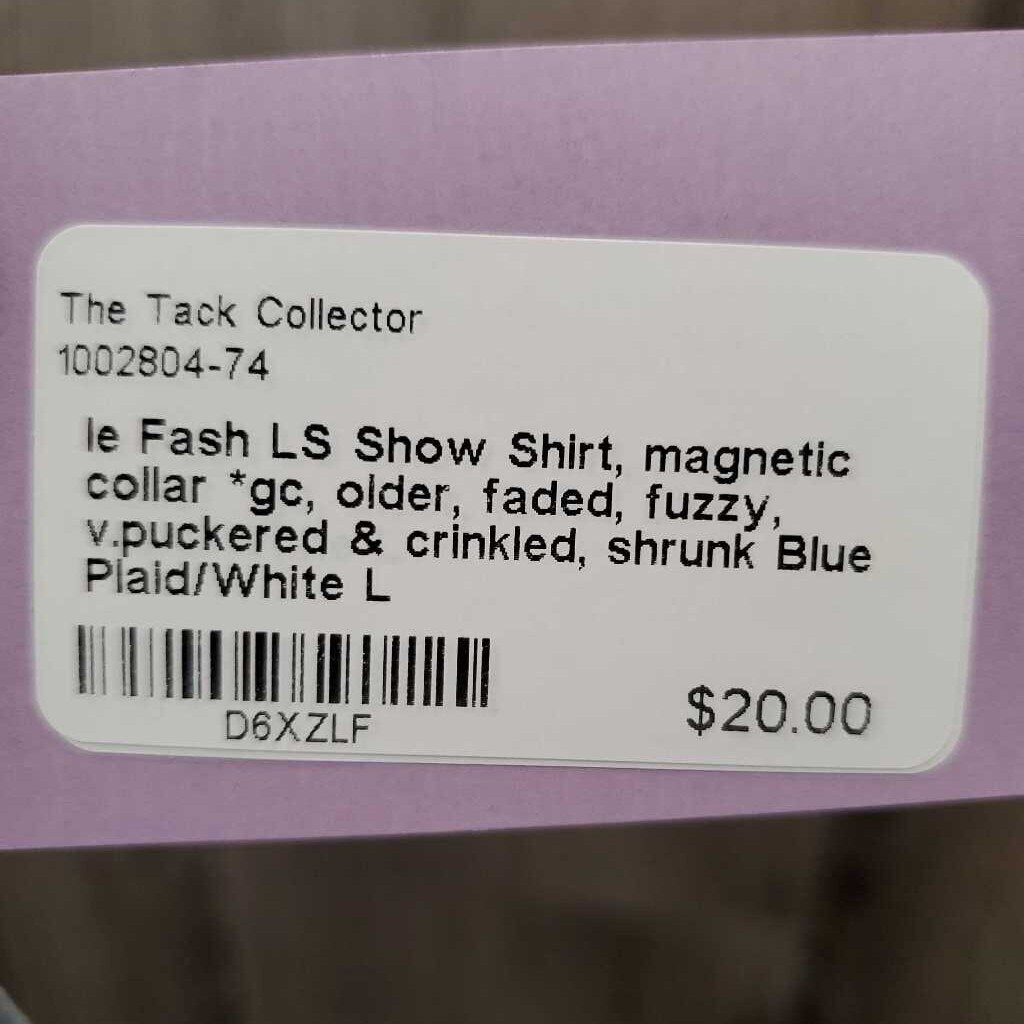 The Tack Collector
1002804-74
le Fash LS Show Shirt, magnetic
collar *gc, older, faded, fuzzy,
v.puckered & crinkled, shrunk Blue
Plaid/White L
D6XZLF
$20.00